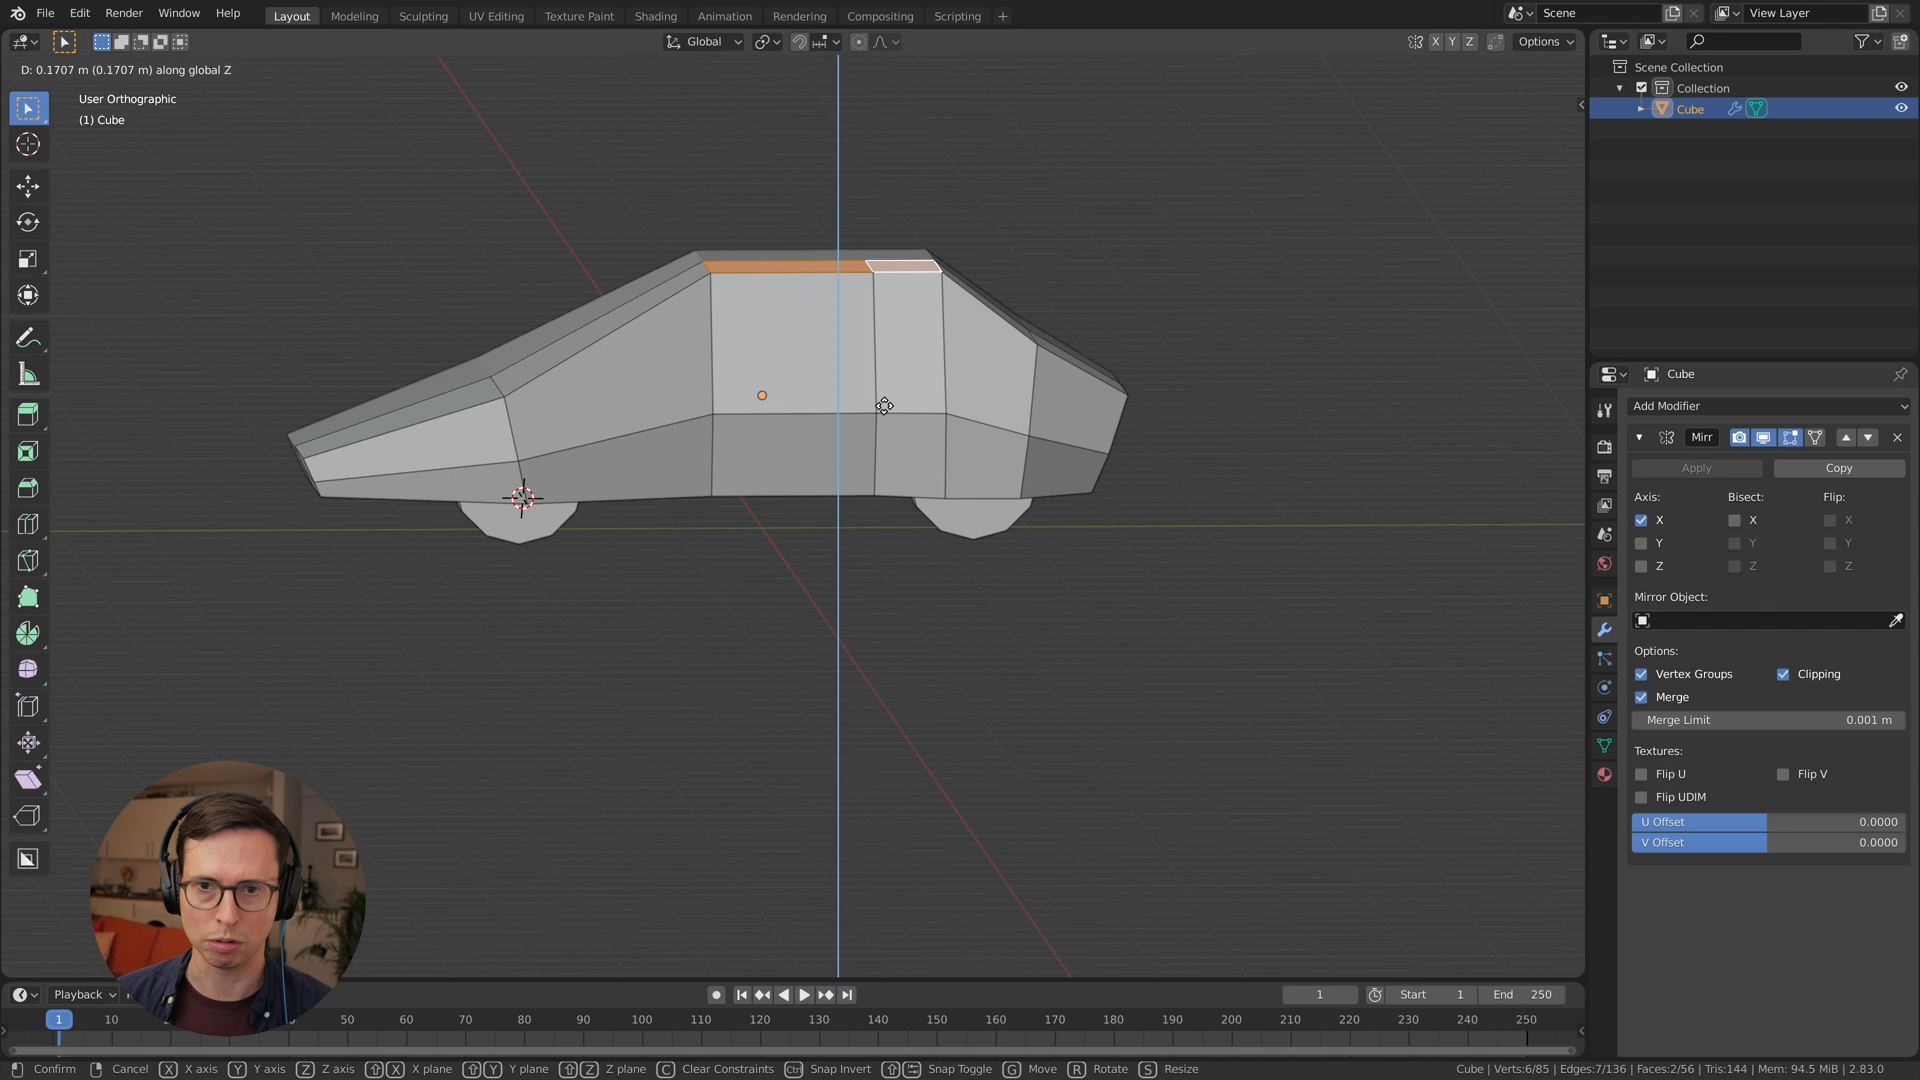 File Edit Render Window Help Layout Modeling Sculpting UV Editing Texture Paint Shading Animation Rendering Compositing Scripting + Scene View Layer
Global X Y Z Options
D: 0.1707 m (0.1707 m) along global Z
User Orthographic
(1) Cube
Scene Collection
Collection
Cube
Cube
Add Modifier
Mirr
Apply Copy
Axis: Bisect: Flip:
X X X
Y Y Y
Z Z Z
Mirror Object:
Options:
Vertex Groups Clipping
Merge
Merge Limit 0.001 m
Textures:
Flip U Flip V
Flip UDIM
U Offset 0.0000
V Offset 0.0000
Playback 1 Start 1 End 250
1 10 50 60 70 80 90 100 110 120 130 140 150 160 170 180 190 200 210 220 230 240 250
Confirm Cancel X X axis Y Y axis Z Z axis X X plane Y Y plane Z Z plane C Clear Constraints Ctrl Snap Invert Snap Toggle G Move R Rotate S Resize Cube | Verts:6/85 | Edges:7/136 | Faces:2/56 | Tris:144 | Mem: 94.5 MiB | 2.83.0